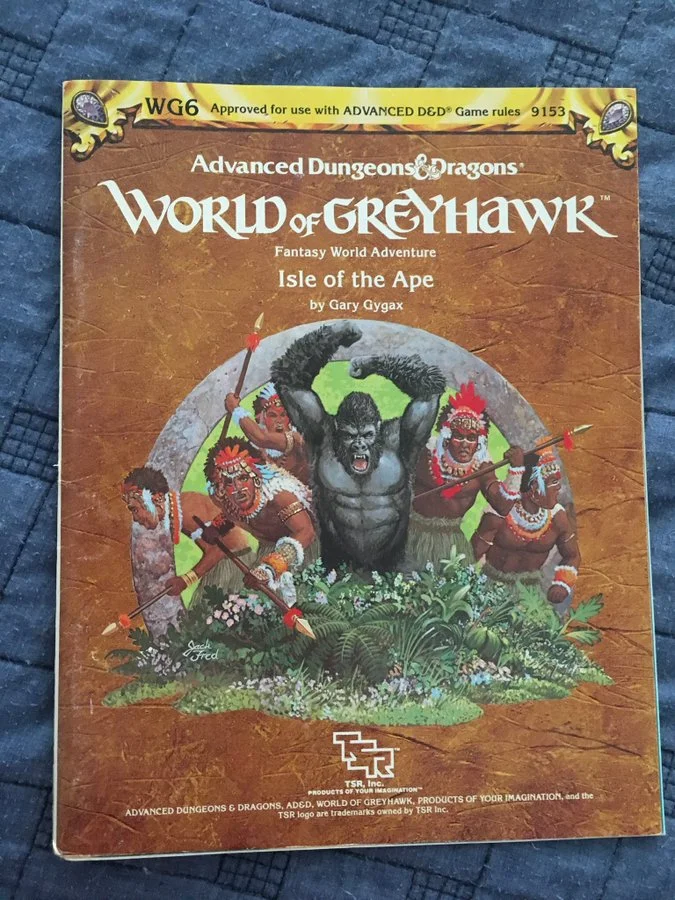 WG6 Approved for use with ADVANCED D&D® Game rules 9153
Advanced Dungeons & Dragons®
WORLD OF GREYHAWK™
Fantasy World Adventure
Isle of the Ape
by Gary Gygax
Jack
Fred
TSR™
TSR, Inc.
PRODUCTS OF YOUR IMAGINATION™
ADVANCED DUNGEONS & DRAGONS, AD&D, WORLD OF GREYHAWK, PRODUCTS OF YOUR IMAGINATION, and the
TSR logo are trademarks owned by TSR Inc.